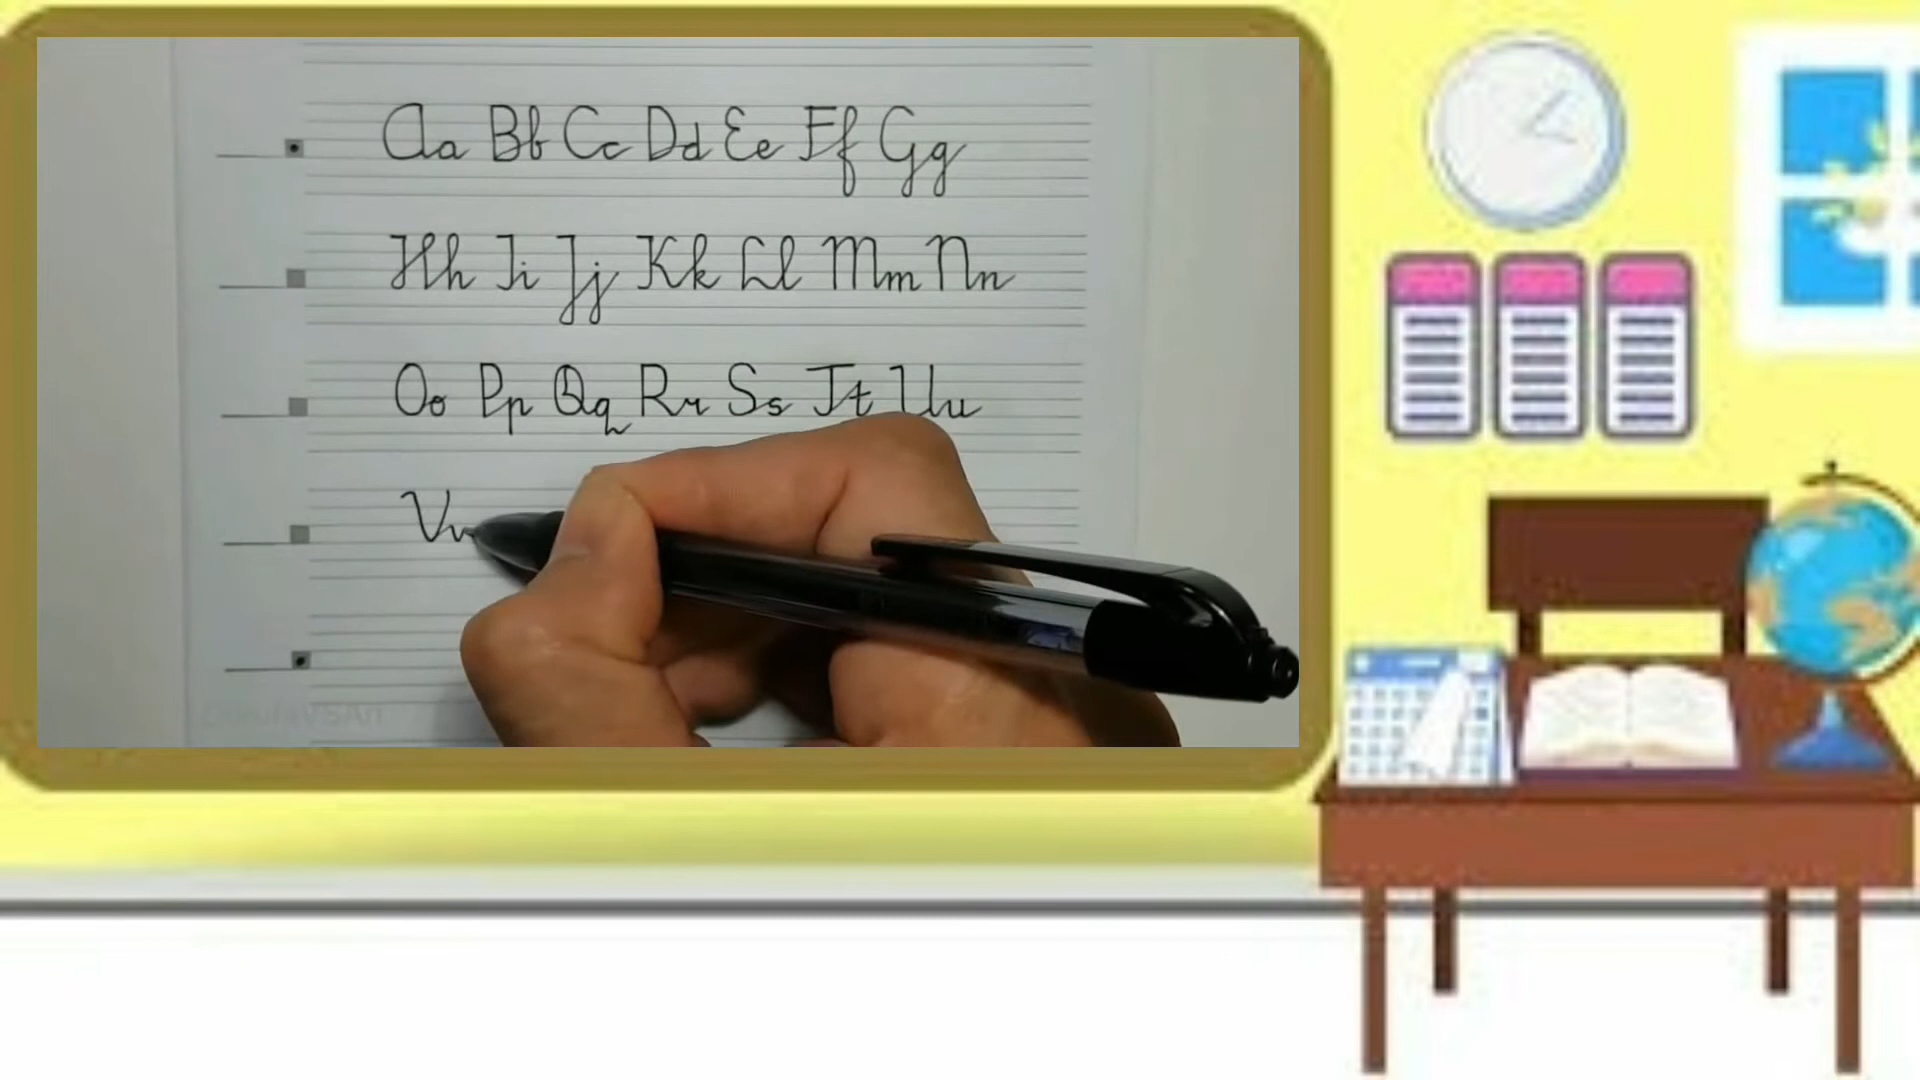 Aa Bb Cc Dd Ee Ff Gg
Hh Ii Jj Kk Ll Mm Nn
Oo Pp Qq Rr Ss Tt Uu
Vv